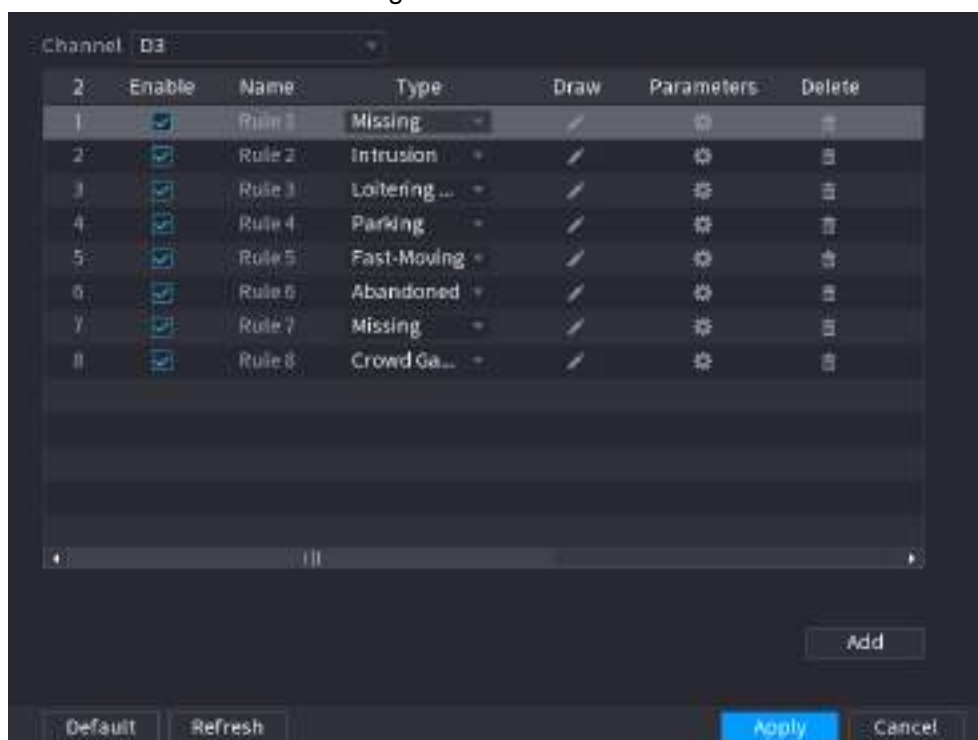 Channel D3
2 Enable Name Type Draw Parameters Delete
1 Rule 1 Missing
2 Rule 2 Intrusion
3 Rule 3 Loitering ...
4 Rule 4 Parking
5 Rule 5 Fast-Moving
6 Rule 6 Abandoned
7 Rule 7 Missing
8 Rule 8 Crowd Ga...
Add
Default Refresh Apply Cancel